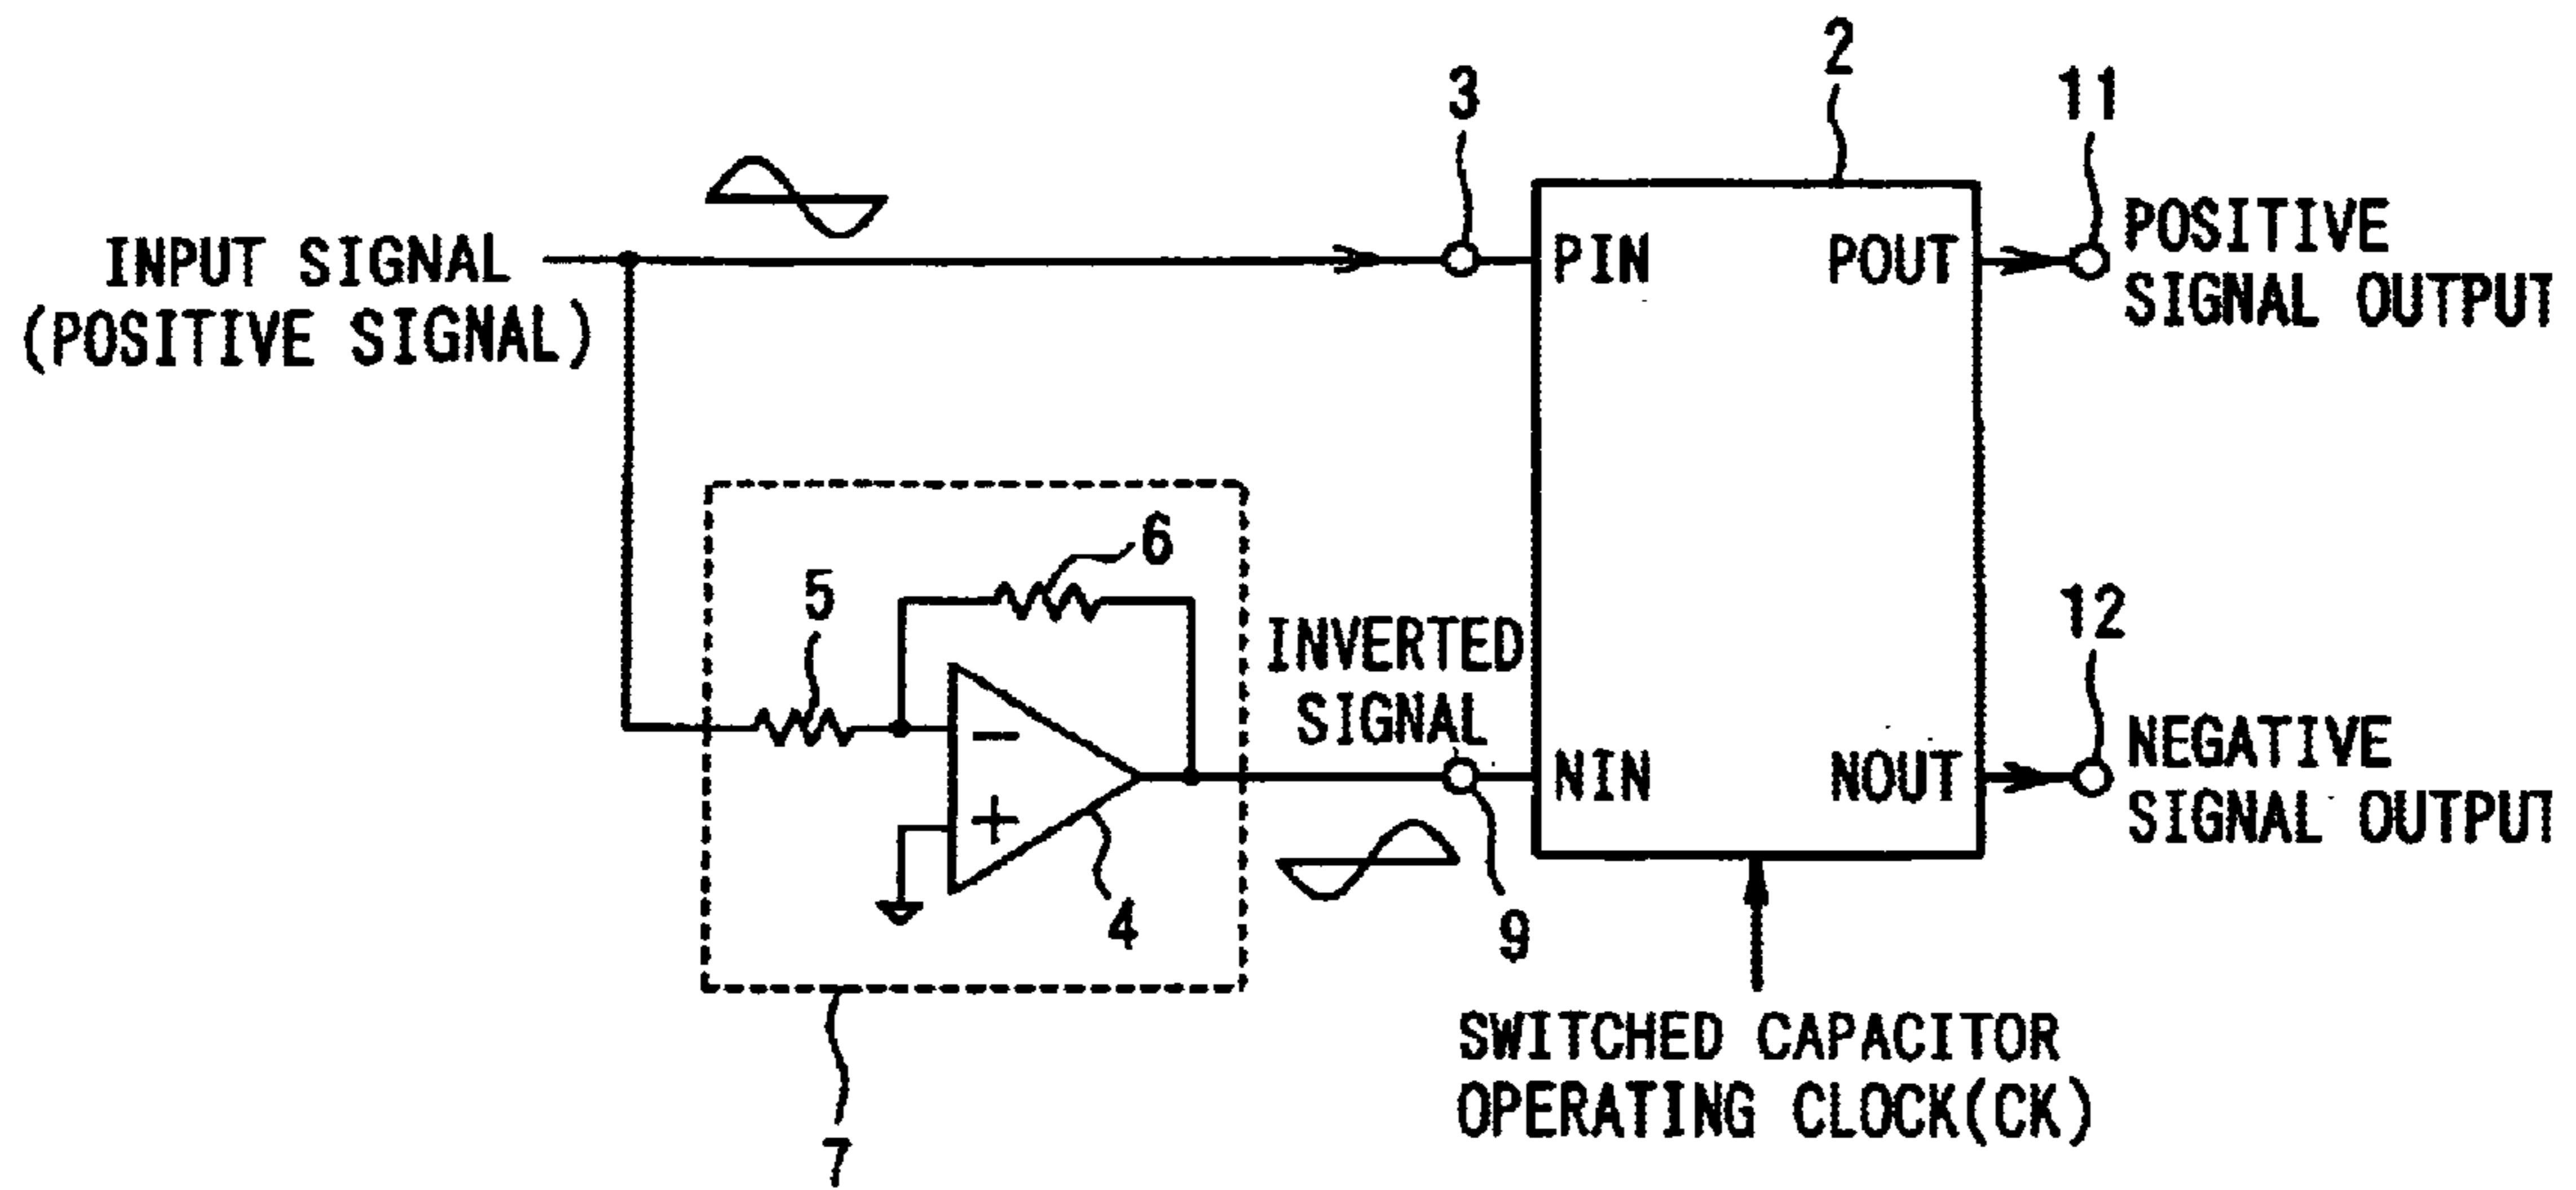 2
3
11
INPUT SIGNAL
(POSITIVE SIGNAL)
PIN
POUT
POSITIVE
SIGNAL OUTPUT
5
6
INVERTED
SIGNAL
12
−
+
4
NIN
NOUT
NEGATIVE
SIGNAL OUTPUT
9
7
SWITCHED CAPACITOR
OPERATING CLOCK(CK)